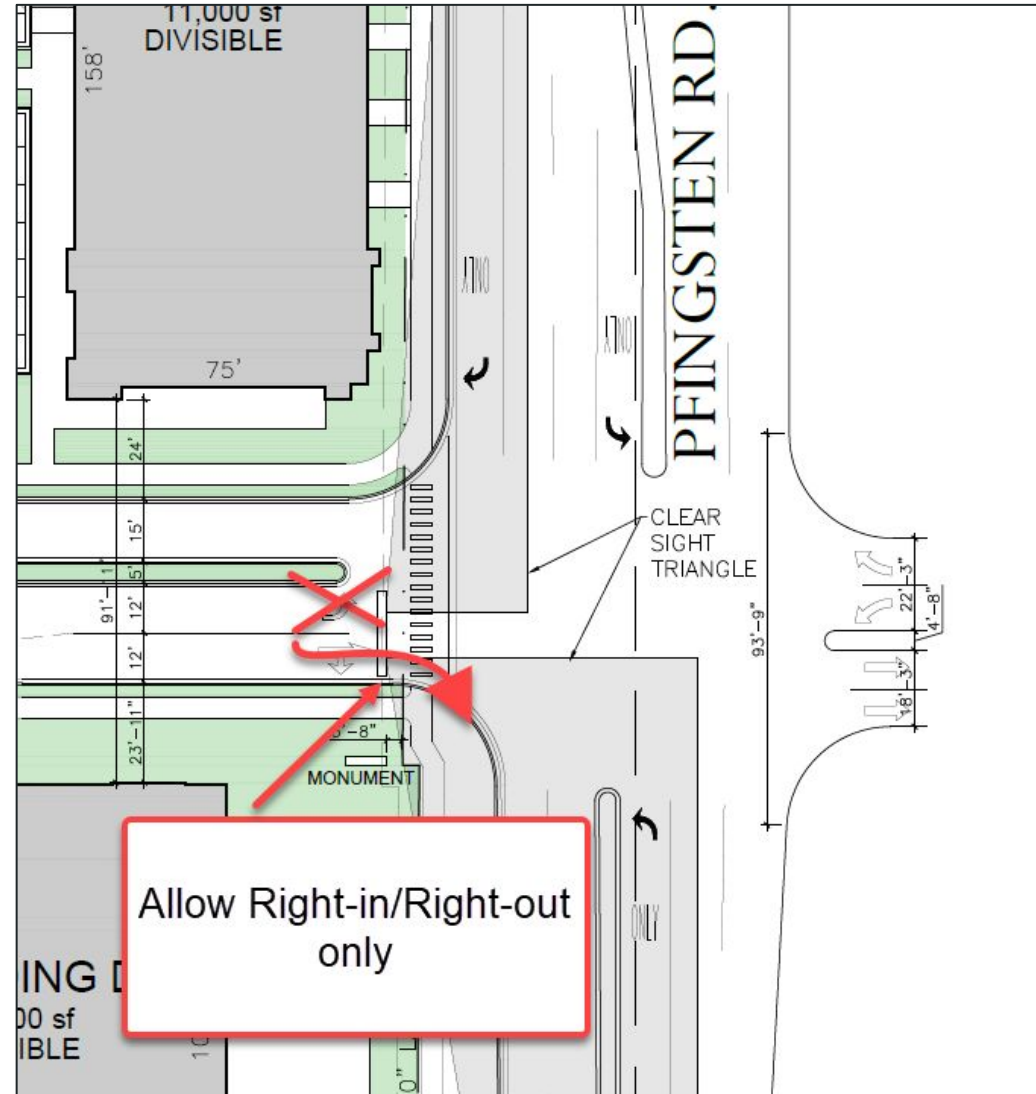 11,000 sf
DIVISIBLE
158'
75'
PFINGSTEN RD.
ONLY
ONLY
24'
15'
5'
12'
12'
91'-11"
23'-11"
CLEAR
SIGHT
TRIANGLE
93'-9"
22'-3"
4'-8"
18'-3"
MONUMENT
Allow Right-in/Right-out
only
ONLY
ING
00 sf
IBLE